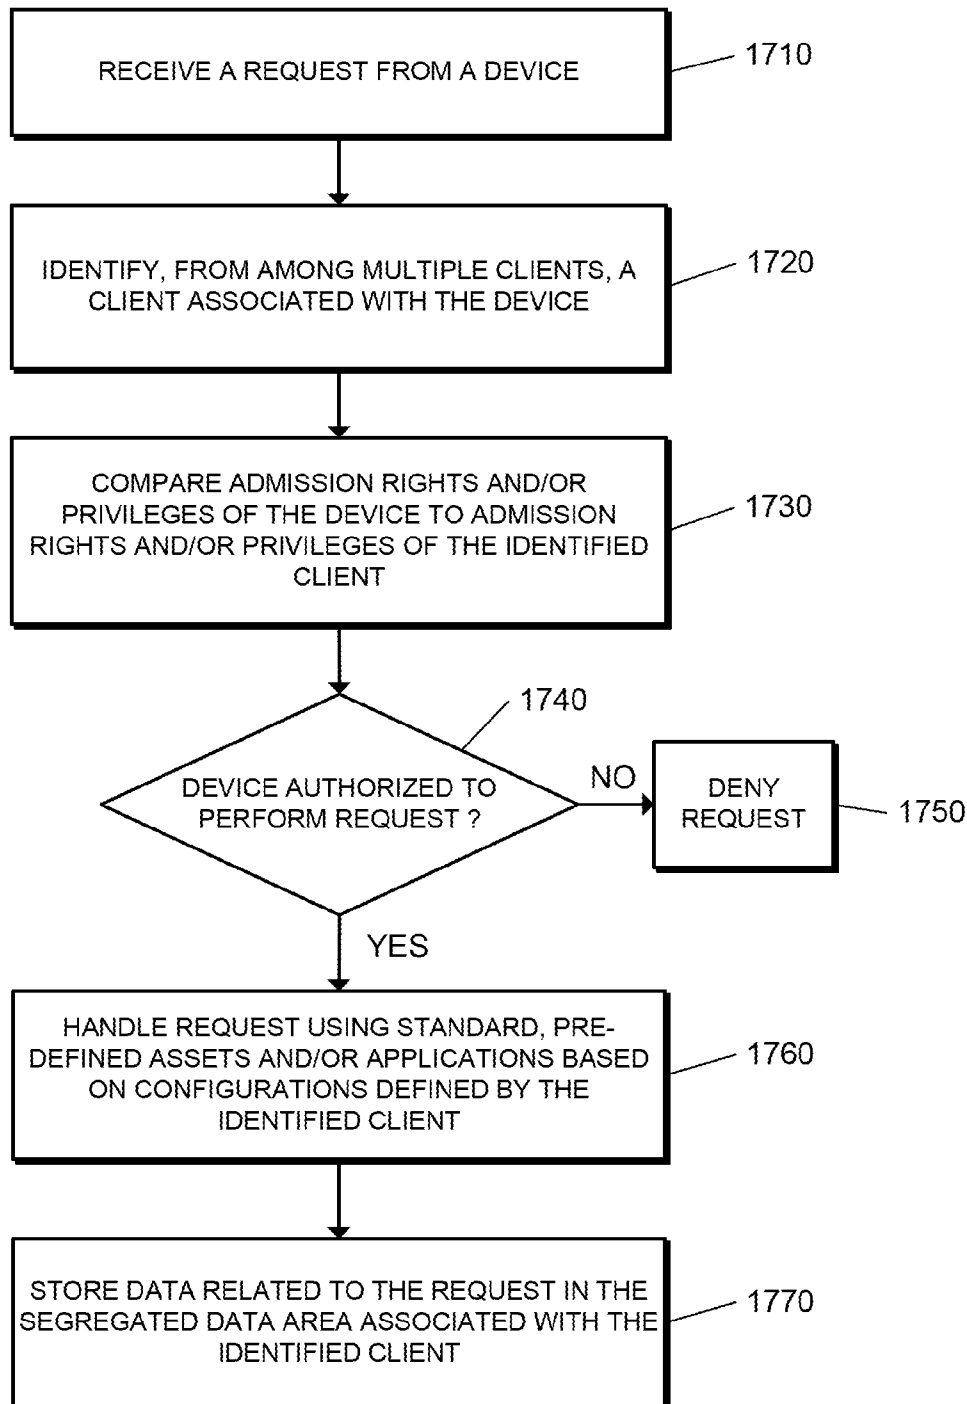 RECEIVE A REQUEST FROM A DEVICE
1710
IDENTIFY, FROM AMONG MULTIPLE CLIENTS, A
CLIENT ASSOCIATED WITH THE DEVICE
1720
COMPARE ADMISSION RIGHTS AND/OR
PRIVILEGES OF THE DEVICE TO ADMISSION
RIGHTS AND/OR PRIVILEGES OF THE IDENTIFIED
CLIENT
1730
1740
DEVICE AUTHORIZED TO
PERFORM REQUEST ?
NO
DENY
REQUEST
1750
YES
HANDLE REQUEST USING STANDARD, PRE-
DEFINED ASSETS AND/OR APPLICATIONS BASED
ON CONFIGURATIONS DEFINED BY THE
IDENTIFIED CLIENT
1760
STORE DATA RELATED TO THE REQUEST IN THE
SEGREGATED DATA AREA ASSOCIATED WITH THE
IDENTIFIED CLIENT
1770